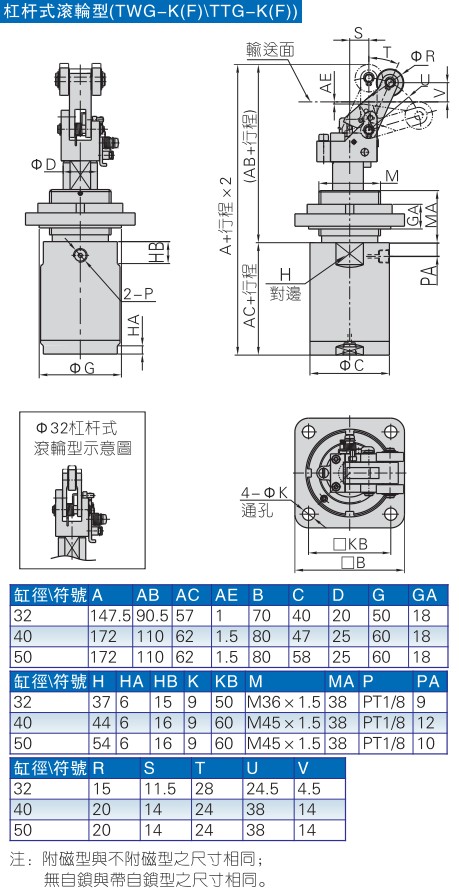 杠杆式滾輪型(TWG-K(F)\TTG-K(F))
S
T
ΦR
輸送面
AE
U
V
ΦD
(AB+行程)
A+行程×2
M
GA
MA
HB
H
對邊
PA
2-P
AC+行程
HA
ΦG
ΦC
Φ32杠杆式
滾輪型示意圖
4-ΦK
通孔
□KB
□B
缸徑\符號 A AB AC AE B C D G GA
32 147.5 90.5 57 1 70 40 20 50 18
40 172 110 62 1.5 80 47 25 60 18
50 172 110 62 1.5 80 58 25 60 18
缸徑\符號 H HA HB K KB M MA P PA
32 37 6 15 9 50 M36×1.5 38 PT1/8 9
40 44 6 16 9 60 M45×1.5 38 PT1/8 12
50 54 6 16 9 60 M45×1.5 38 PT1/8 10
缸徑\符號 R S T U V
32 15 11.5 28 24.5 4.5
40 20 14 24 38 14
50 20 14 24 38 14
注：附磁型與不附磁型之尺寸相同；
無自鎖與帶自鎖型之尺寸相同。